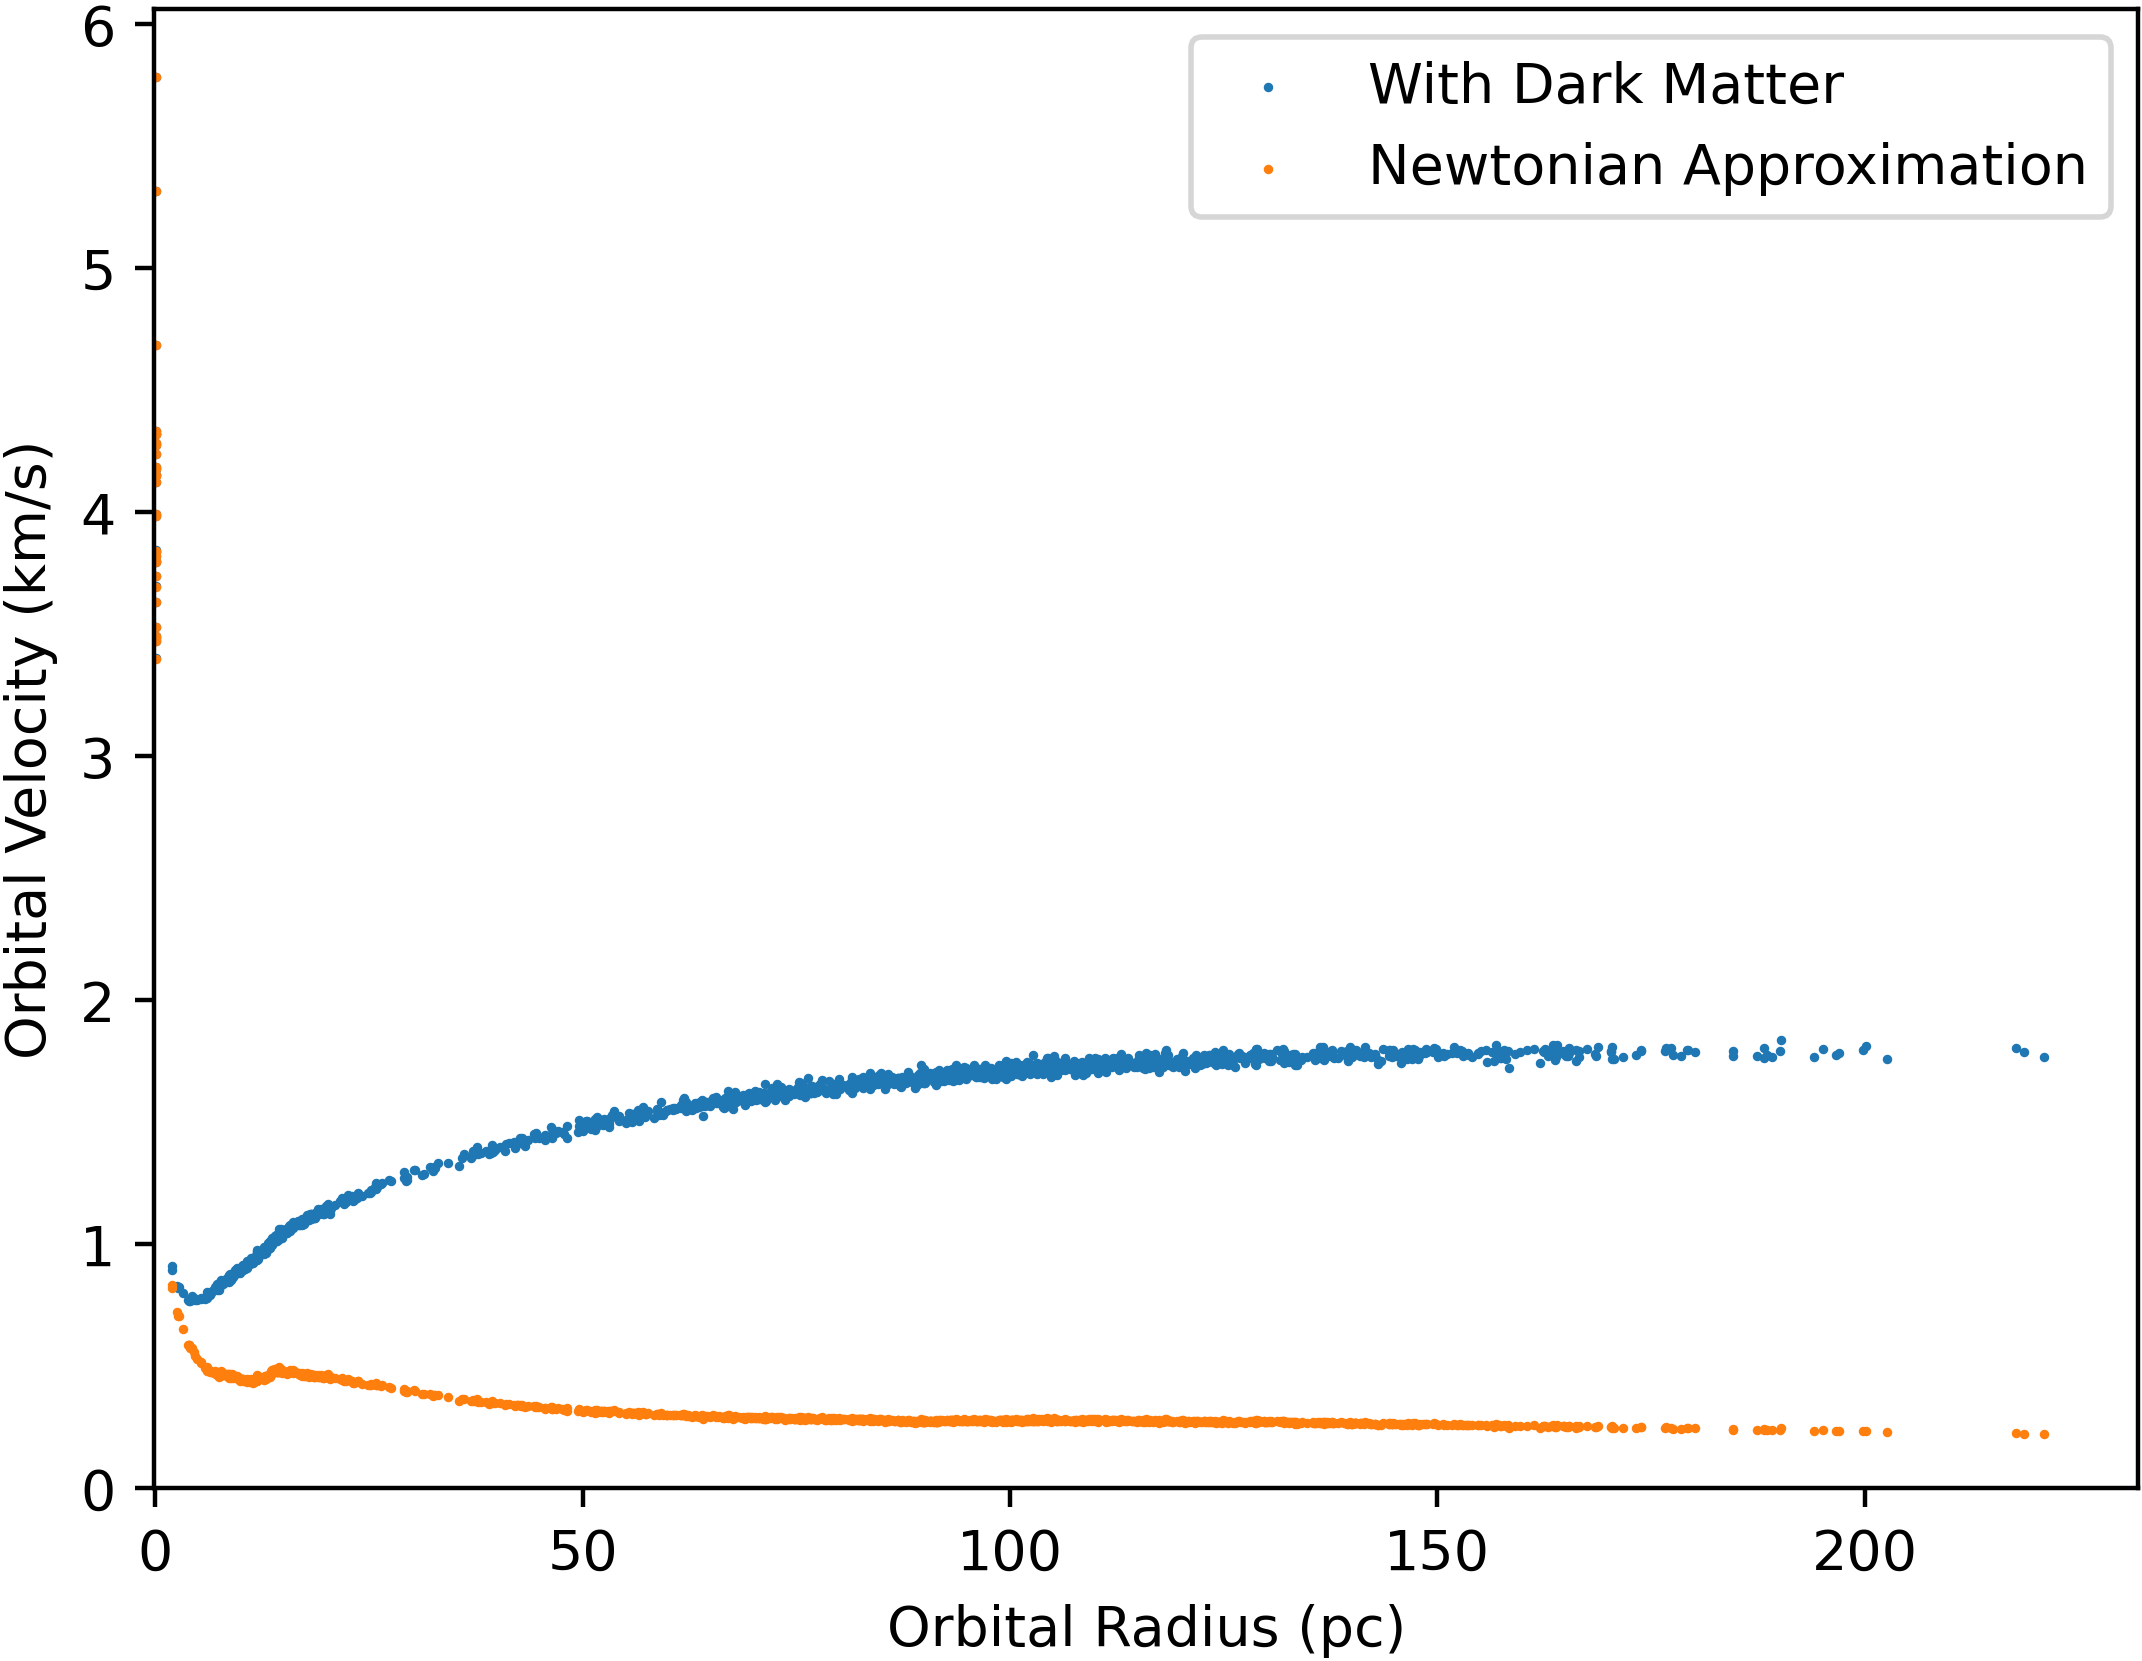 With Dark Matter
Newtonian Approximation
6
5
4
3
2
1
0
Orbital Velocity (km/s)
0 50 100 150 200
Orbital Radius (pc)